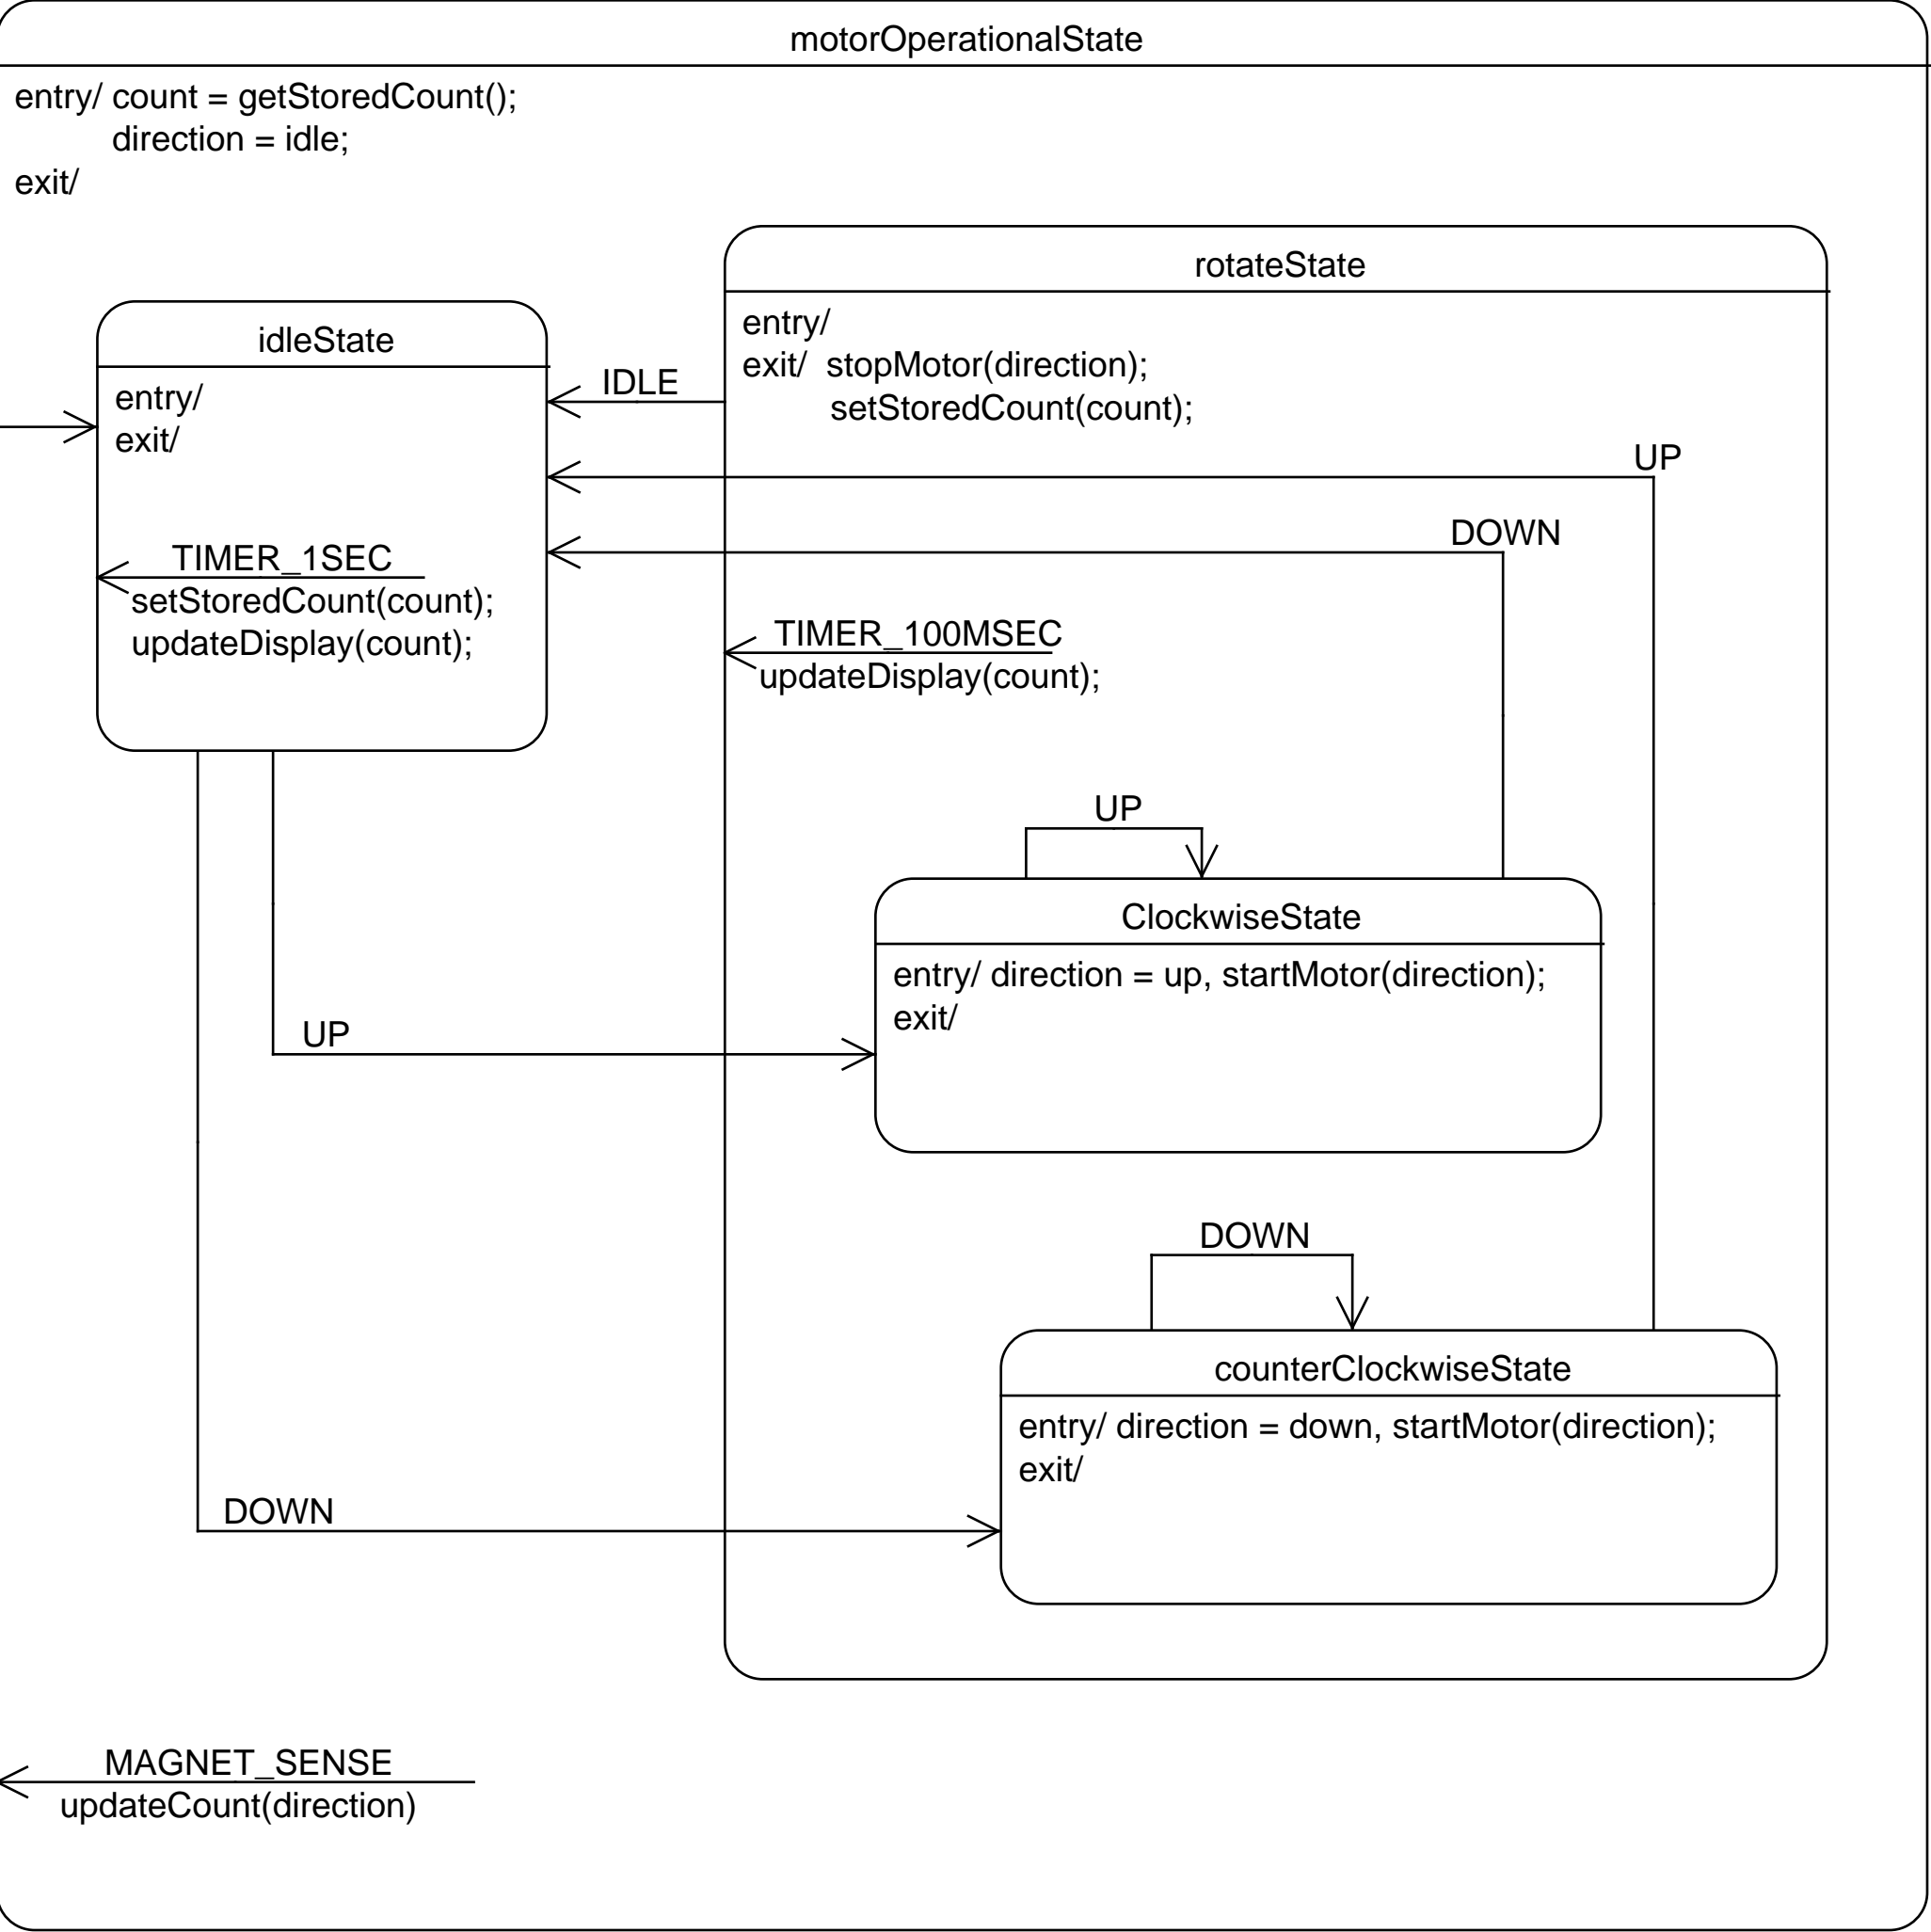 motorOperationalState
entry/ count = getStoredCount();
direction = idle;
exit/
rotateState
entry/
exit/ stopMotor(direction);
setStoredCount(count);
idleState
entry/
exit/
IDLE
UP
DOWN
TIMER_1SEC
setStoredCount(count);
updateDisplay(count);
TIMER_100MSEC
updateDisplay(count);
UP
ClockwiseState
entry/ direction = up, startMotor(direction);
exit/
UP
DOWN
counterClockwiseState
entry/ direction = down, startMotor(direction);
exit/
DOWN
MAGNET_SENSE
updateCount(direction)